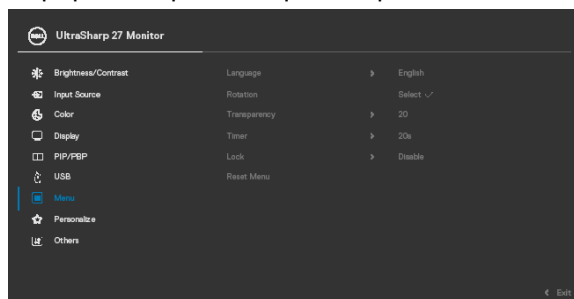 DELL UltraSharp 27 Monitor
Brightness/Contrast Language English
Input Source Rotation Select
Color Transparency 20
Display Timer 20s
PIP/PBP Lock Disable
USB Reset Menu
Menu
Personalize
Others
Exit